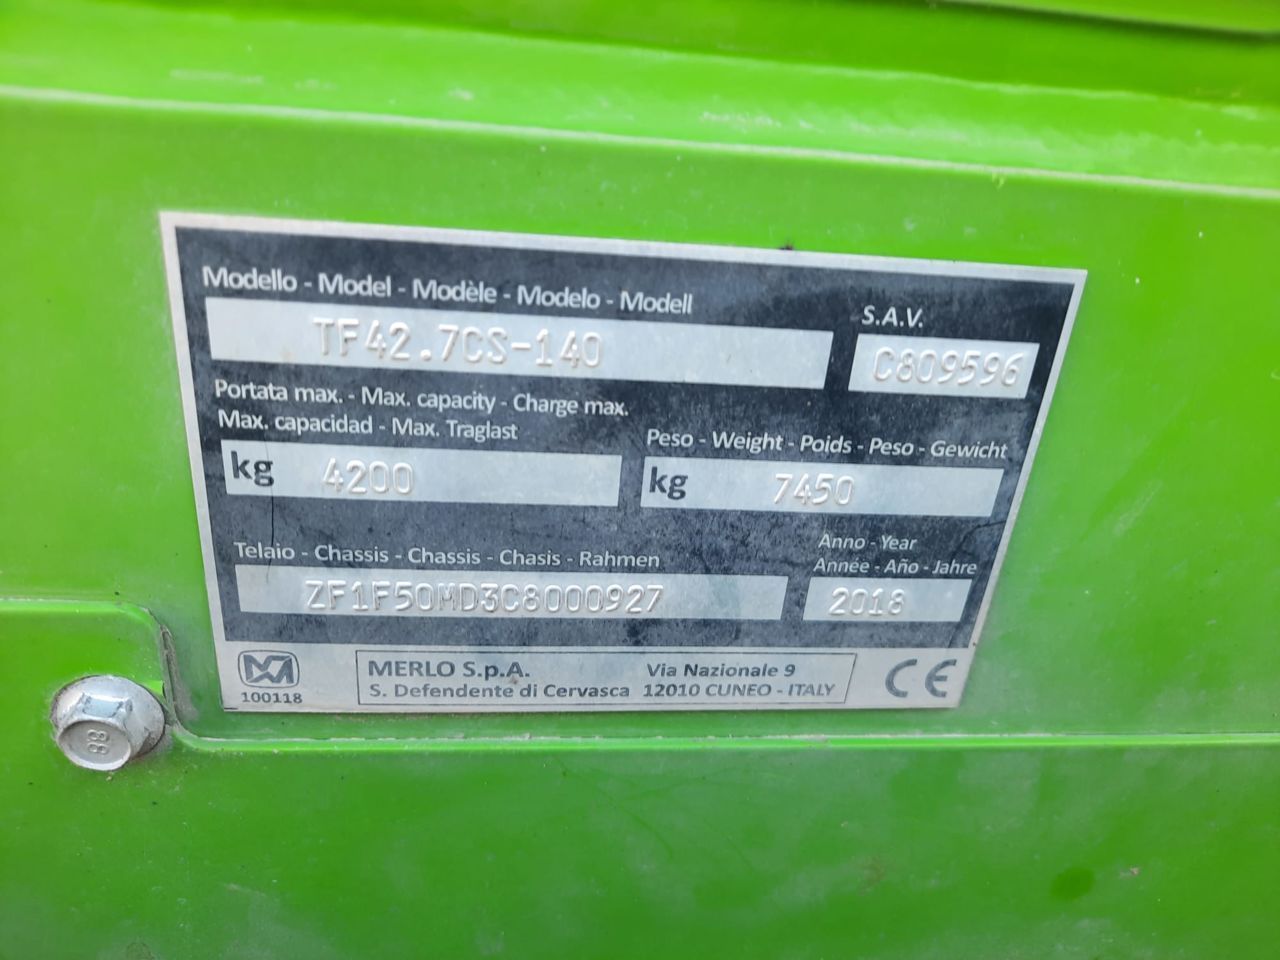 Modello - Model - Modèle - Modelo - Modell
TF42.7CS-140
S.A.V.
C809596
Portata max. - Max. capacity - Charge max.
Max. capacidad - Max. Traglast
kg 4200
Peso - Weight - Poids - Peso - Gewicht
kg 7450
Telaio - Chassis - Chassis - Chasis - Rahmen
ZF1F50MD3C8000927
Anno - Year
Année - Año - Jahre
2018
100118
MERLO S.p.A. Via Nazionale 9
S. Defendente di Cervasca 12010 CUNEO - ITALY
CE
88